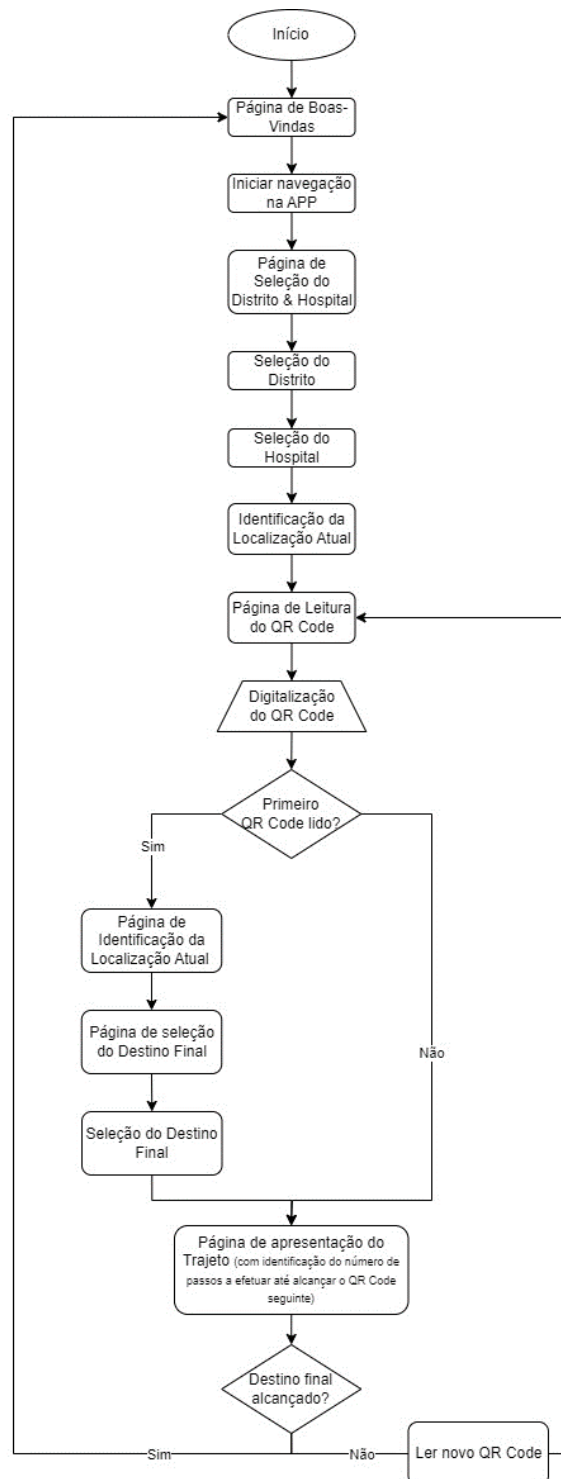 Início
Página de Boas-
Vindas
Iniciar navegação
na APP
Página de
Seleção do
Distrito & Hospital
Seleção do
Distrito
Seleção do
Hospital
Identificação da
Localização Atual
Página de Leitura
do QR Code
Digitalização
do QR Code
Primeiro
QR Code lido?
Sim
Página de
Identificação da
Localização Atual
Página de seleção
do Destino Final
Não
Seleção do Destino
Final
Página de apresentação do
Trajeto (com identificação do número de
passos a efetuar até alcançar o QR Code
seguinte)
Destino final
alcançado?
Sim
Não
Ler novo QR Code